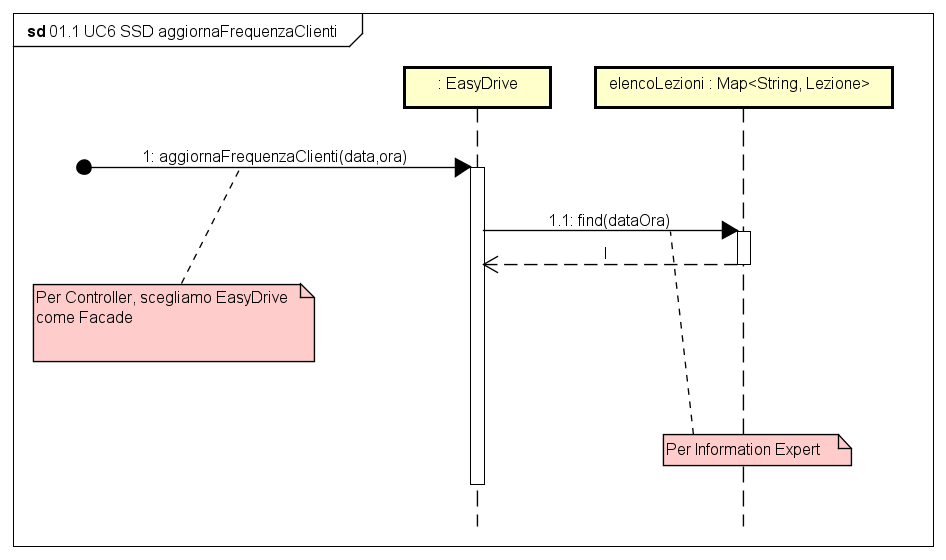 sd 01.1 UC6 SSD aggiornaFrequenzaClienti
: EasyDrive
elencoLezioni : Map<String, Lezione>
1: aggiornaFrequenzaClienti(data,ora)
1.1: find(dataOra)
l
Per Controller, scegliamo EasyDrive
come Facade
Per Information Expert